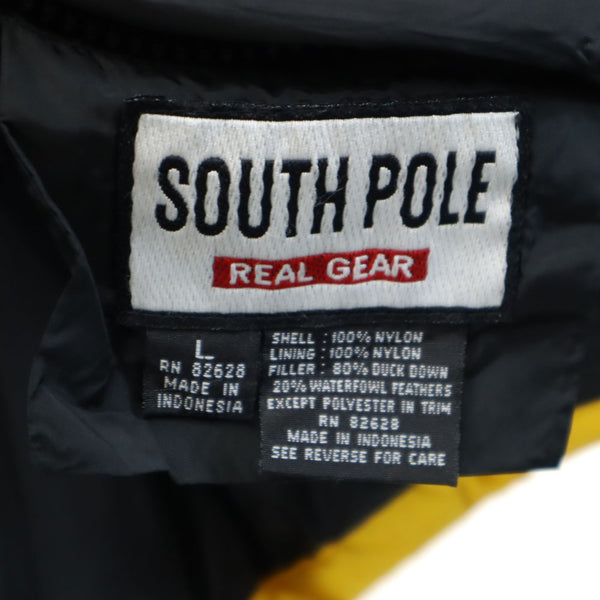 SOUTH POLE
REAL GEAR
L
RN 82628
MADE IN
INDONESIA
SHELL : 100% NYLON
LINING : 100% NYLON
FILLER : 80% DUCK DOWN
20% WATERFOWL FEATHERS
EXCEPT POLYESTER IN TRIM
RN 82628
MADE IN INDONESIA
SEE REVERSE FOR CARE